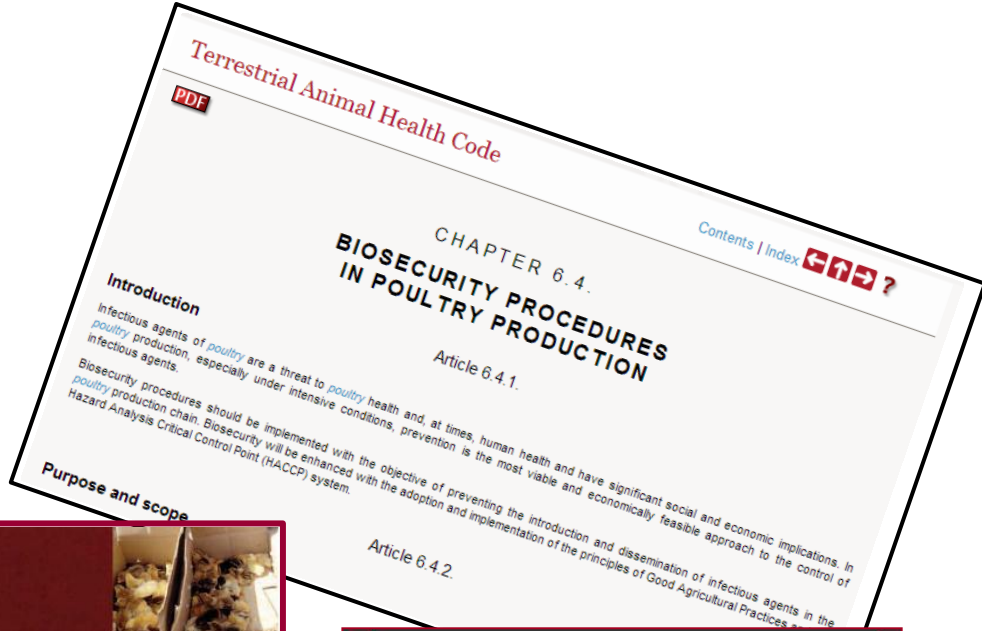 Terrestrial Animal Health Code
PDF
Contents | Index ?
CHAPTER 6.4.
BIOSECURITY PROCEDURES
IN POULTRY PRODUCTION
Article 6.4.1.
Introduction
Infectious agents of poultry are a threat to poultry health and, at times, human health and have significant social and economic implications. In
poultry production, especially under intensive conditions, prevention is the most viable and economically feasible approach to the control of
infectious agents.
Biosecurity procedures should be implemented with the objective of preventing the introduction and dissemination of infectious agents in the
poultry production chain. Biosecurity will be enhanced with the adoption and implementation of the principles of Good Agricultural Practices
Hazard Analysis Critical Control Point (HACCP) system.
Article 6.4.2.
Purpose and scope